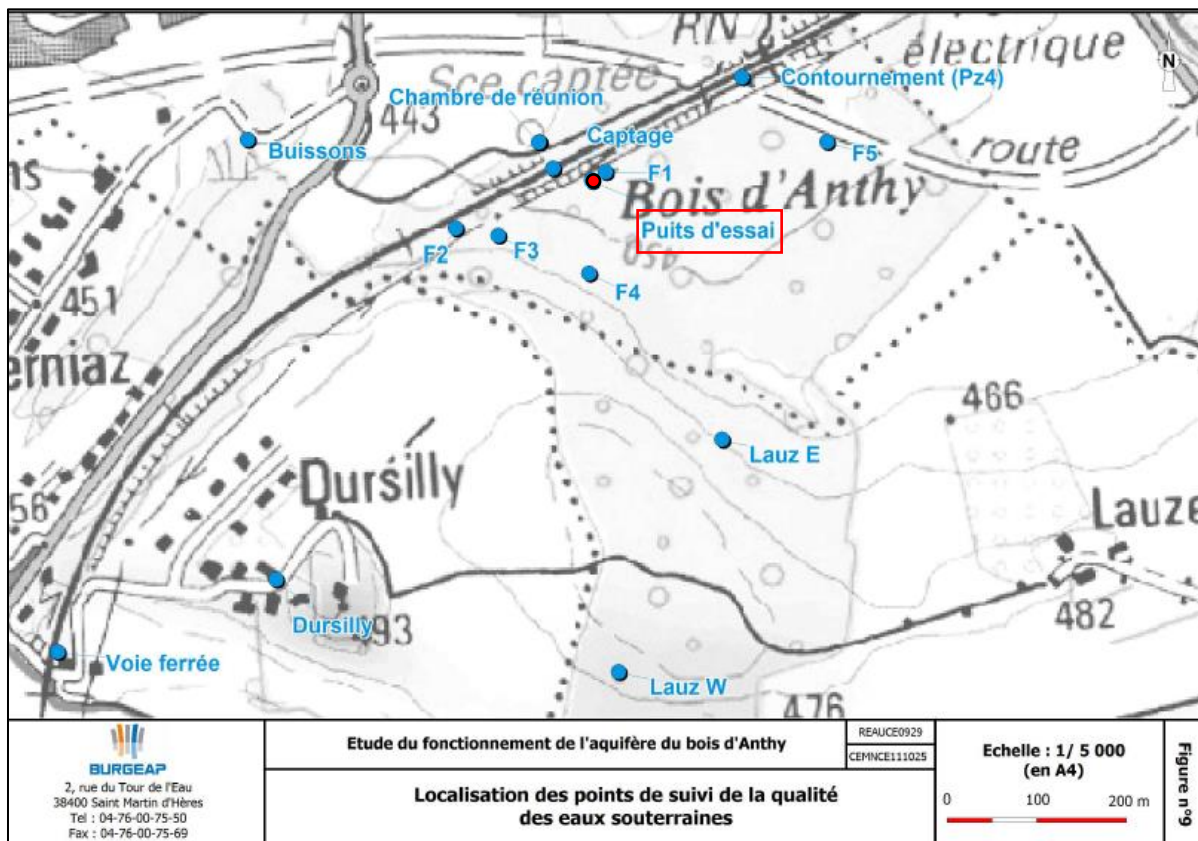 RN
électrique
N
Sce captée
Contournement (Pz4)
Chambre de réunion
443
Captage
Buissons
F5
route
F1
Bois d'Anthy
Puits d'essai
F2
F3
450
F4
451
erniaz
466
Lauz E
Dursilly
56
Lauze
Dursilly
493
482
Voie ferrée
Lauz W
476
BURGEAP
2, rue du Tour de l'Eau
38400 Saint Martin d'Hères
Tel : 04-76-00-75-50
Fax : 04-76-00-75-69
Etude du fonctionnement de l'aquifère du bois d'Anthy
REAUCE0929
CEMNCE111025
Localisation des points de suivi de la qualité
des eaux souterraines
Echelle : 1/ 5 000
(en A4)
0 100 200 m
Figure n°9